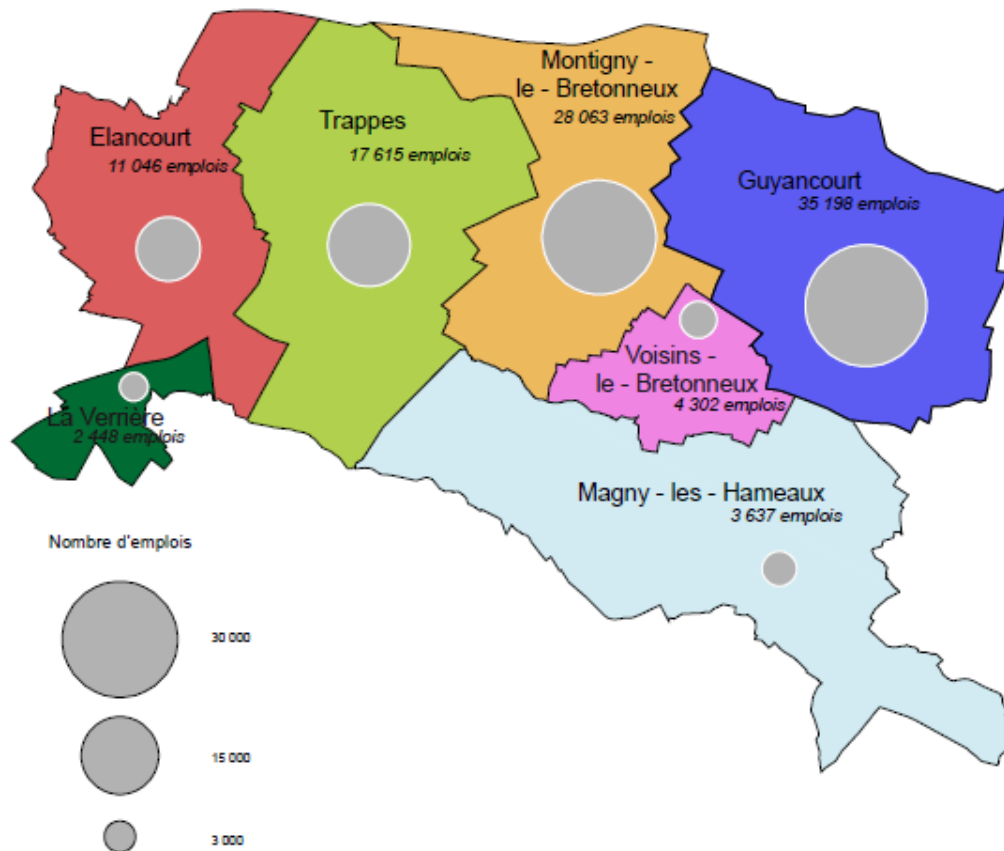 Montigny -
le - Bretonneux
28 063 emplois
Trappes
17 615 emplois
Elancourt
11 046 emplois
Guyancourt
35 198 emplois
Voisins -
le - Bretonneux
4 302 emplois
La Verrière
2 448 emplois
Magny - les - Hameaux
3 637 emplois
Nombre d'emplois
30 000
15 000
3 000